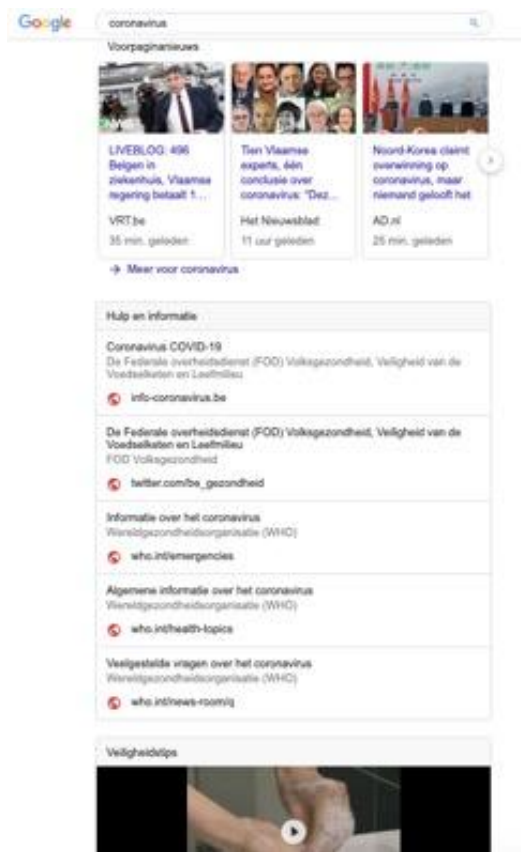 Google
coronavirus
Voorpaginanieuws
LIVEBLOG: 496
Belgen in
ziekenhuis, Vlaamse
regering betaalt 1...
VRT.be
35 min. geleden
Tien Vlaamse
experts, één
conclusie over
coronavirus: "Dez...
Het Nieuwsblad
11 uur geleden
Noord-Korea claimt
overwinning op
coronavirus, maar
niemand gelooft het
AD.nl
25 min. geleden
→ Meer voor coronavirus
Hulp en informatie
Coronavirus COVID-19
De Federale overheidsdienst (FOD) Volksgezondheid, Veiligheid van de
Voedselketen en Leefmilieu
info-coronavirus.be
De Federale overheidsdienst (FOD) Volksgezondheid, Veiligheid van de
Voedselketen en Leefmilieu
FOD Volksgezondheid
twitter.com/be_gezondheid
Informatie over het coronavirus
Wereldgezondheidsorganisatie (WHO)
who.int/emergencies
Algemene informatie over het coronavirus
Wereldgezondheidsorganisatie (WHO)
who.int/health-topics
Veelgestelde vragen over het coronavirus
Wereldgezondheidsorganisatie (WHO)
who.int/news-room/q
Veiligheidstips